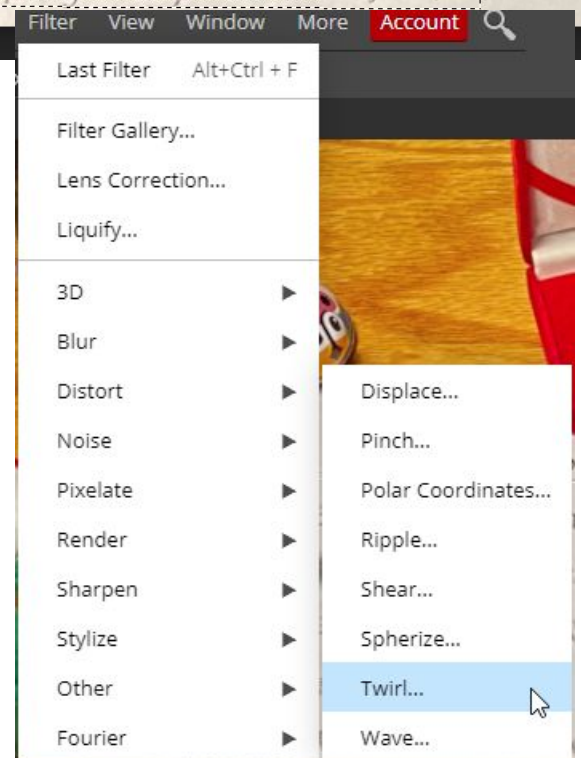 Filter View Window More Account
Last Filter Alt+Ctrl + F
Filter Gallery...
Lens Correction...
Liquify...
3D
Blur
Distort
Noise
Pixelate
Render
Sharpen
Stylize
Other
Fourier
Displace...
Pinch...
Polar Coordinates...
Ripple...
Shear...
Spherize...
Twirl...
Wave...